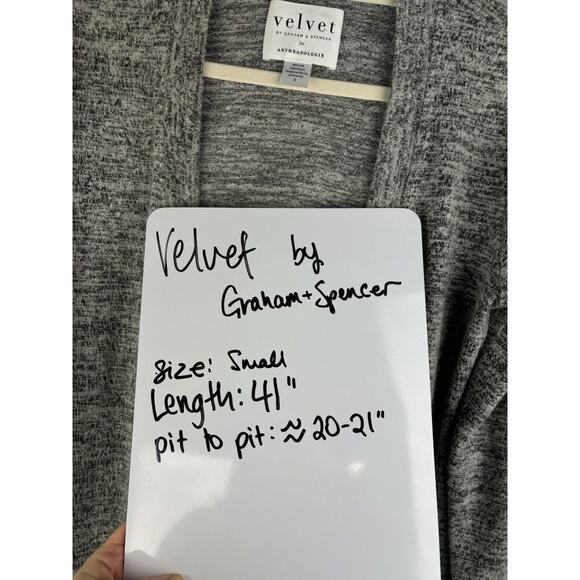 velvet
BY GRAHAM & SPENCER
for
ANTHROPOLOGIE
Velvet by
Graham+Spencer
Size: Small
Length: 41"
pit to pit: ≈ 20-21"